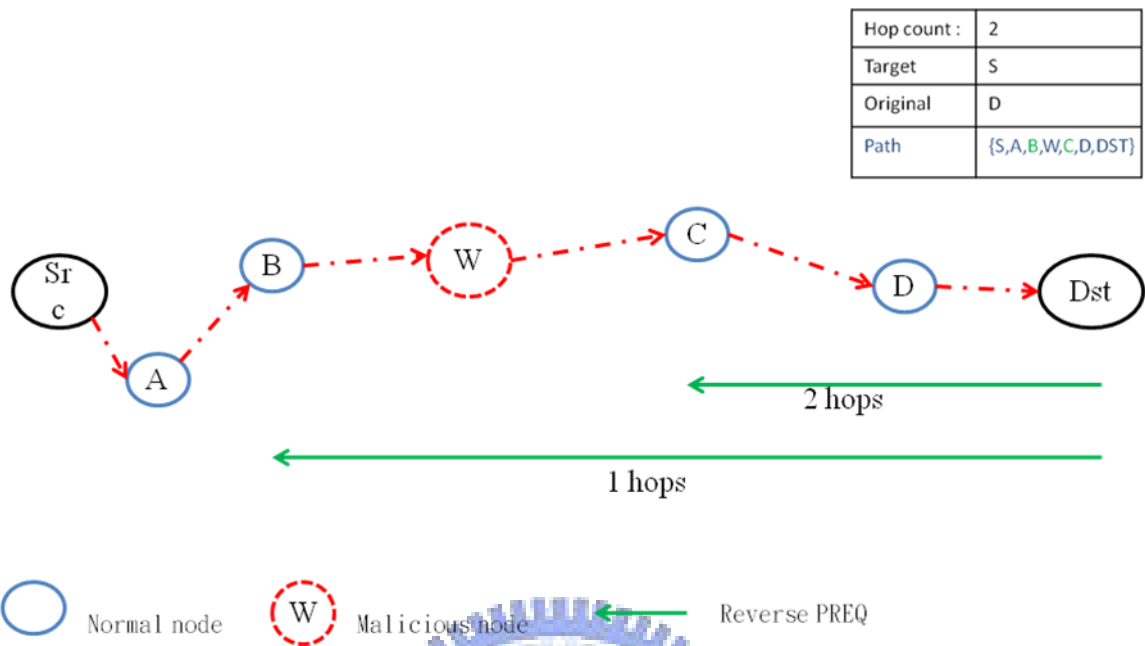 Hop count : 2
Target S
Original D
Path {S,A,B,W,C,D,DST}
Sr
c
A
B
W
C
D
Dst
2 hops
1 hops
Normal node
W
Malicious node
Reverse PREQ